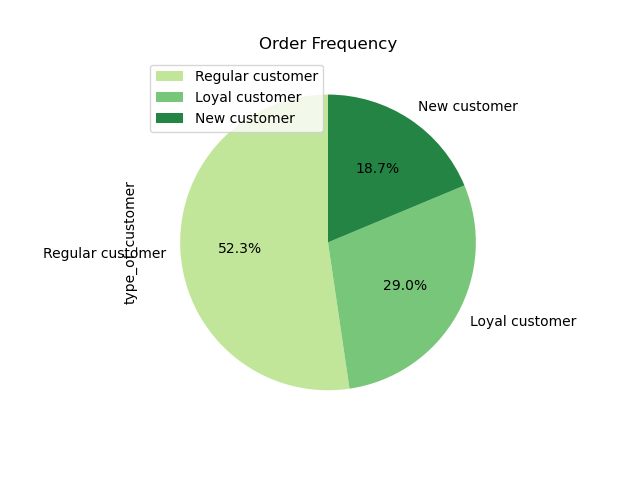 Order Frequency
Regular customer
Loyal customer
New customer
New customer
18.7%
52.3%
Regular customer
type_of_customer
29.0%
Loyal customer